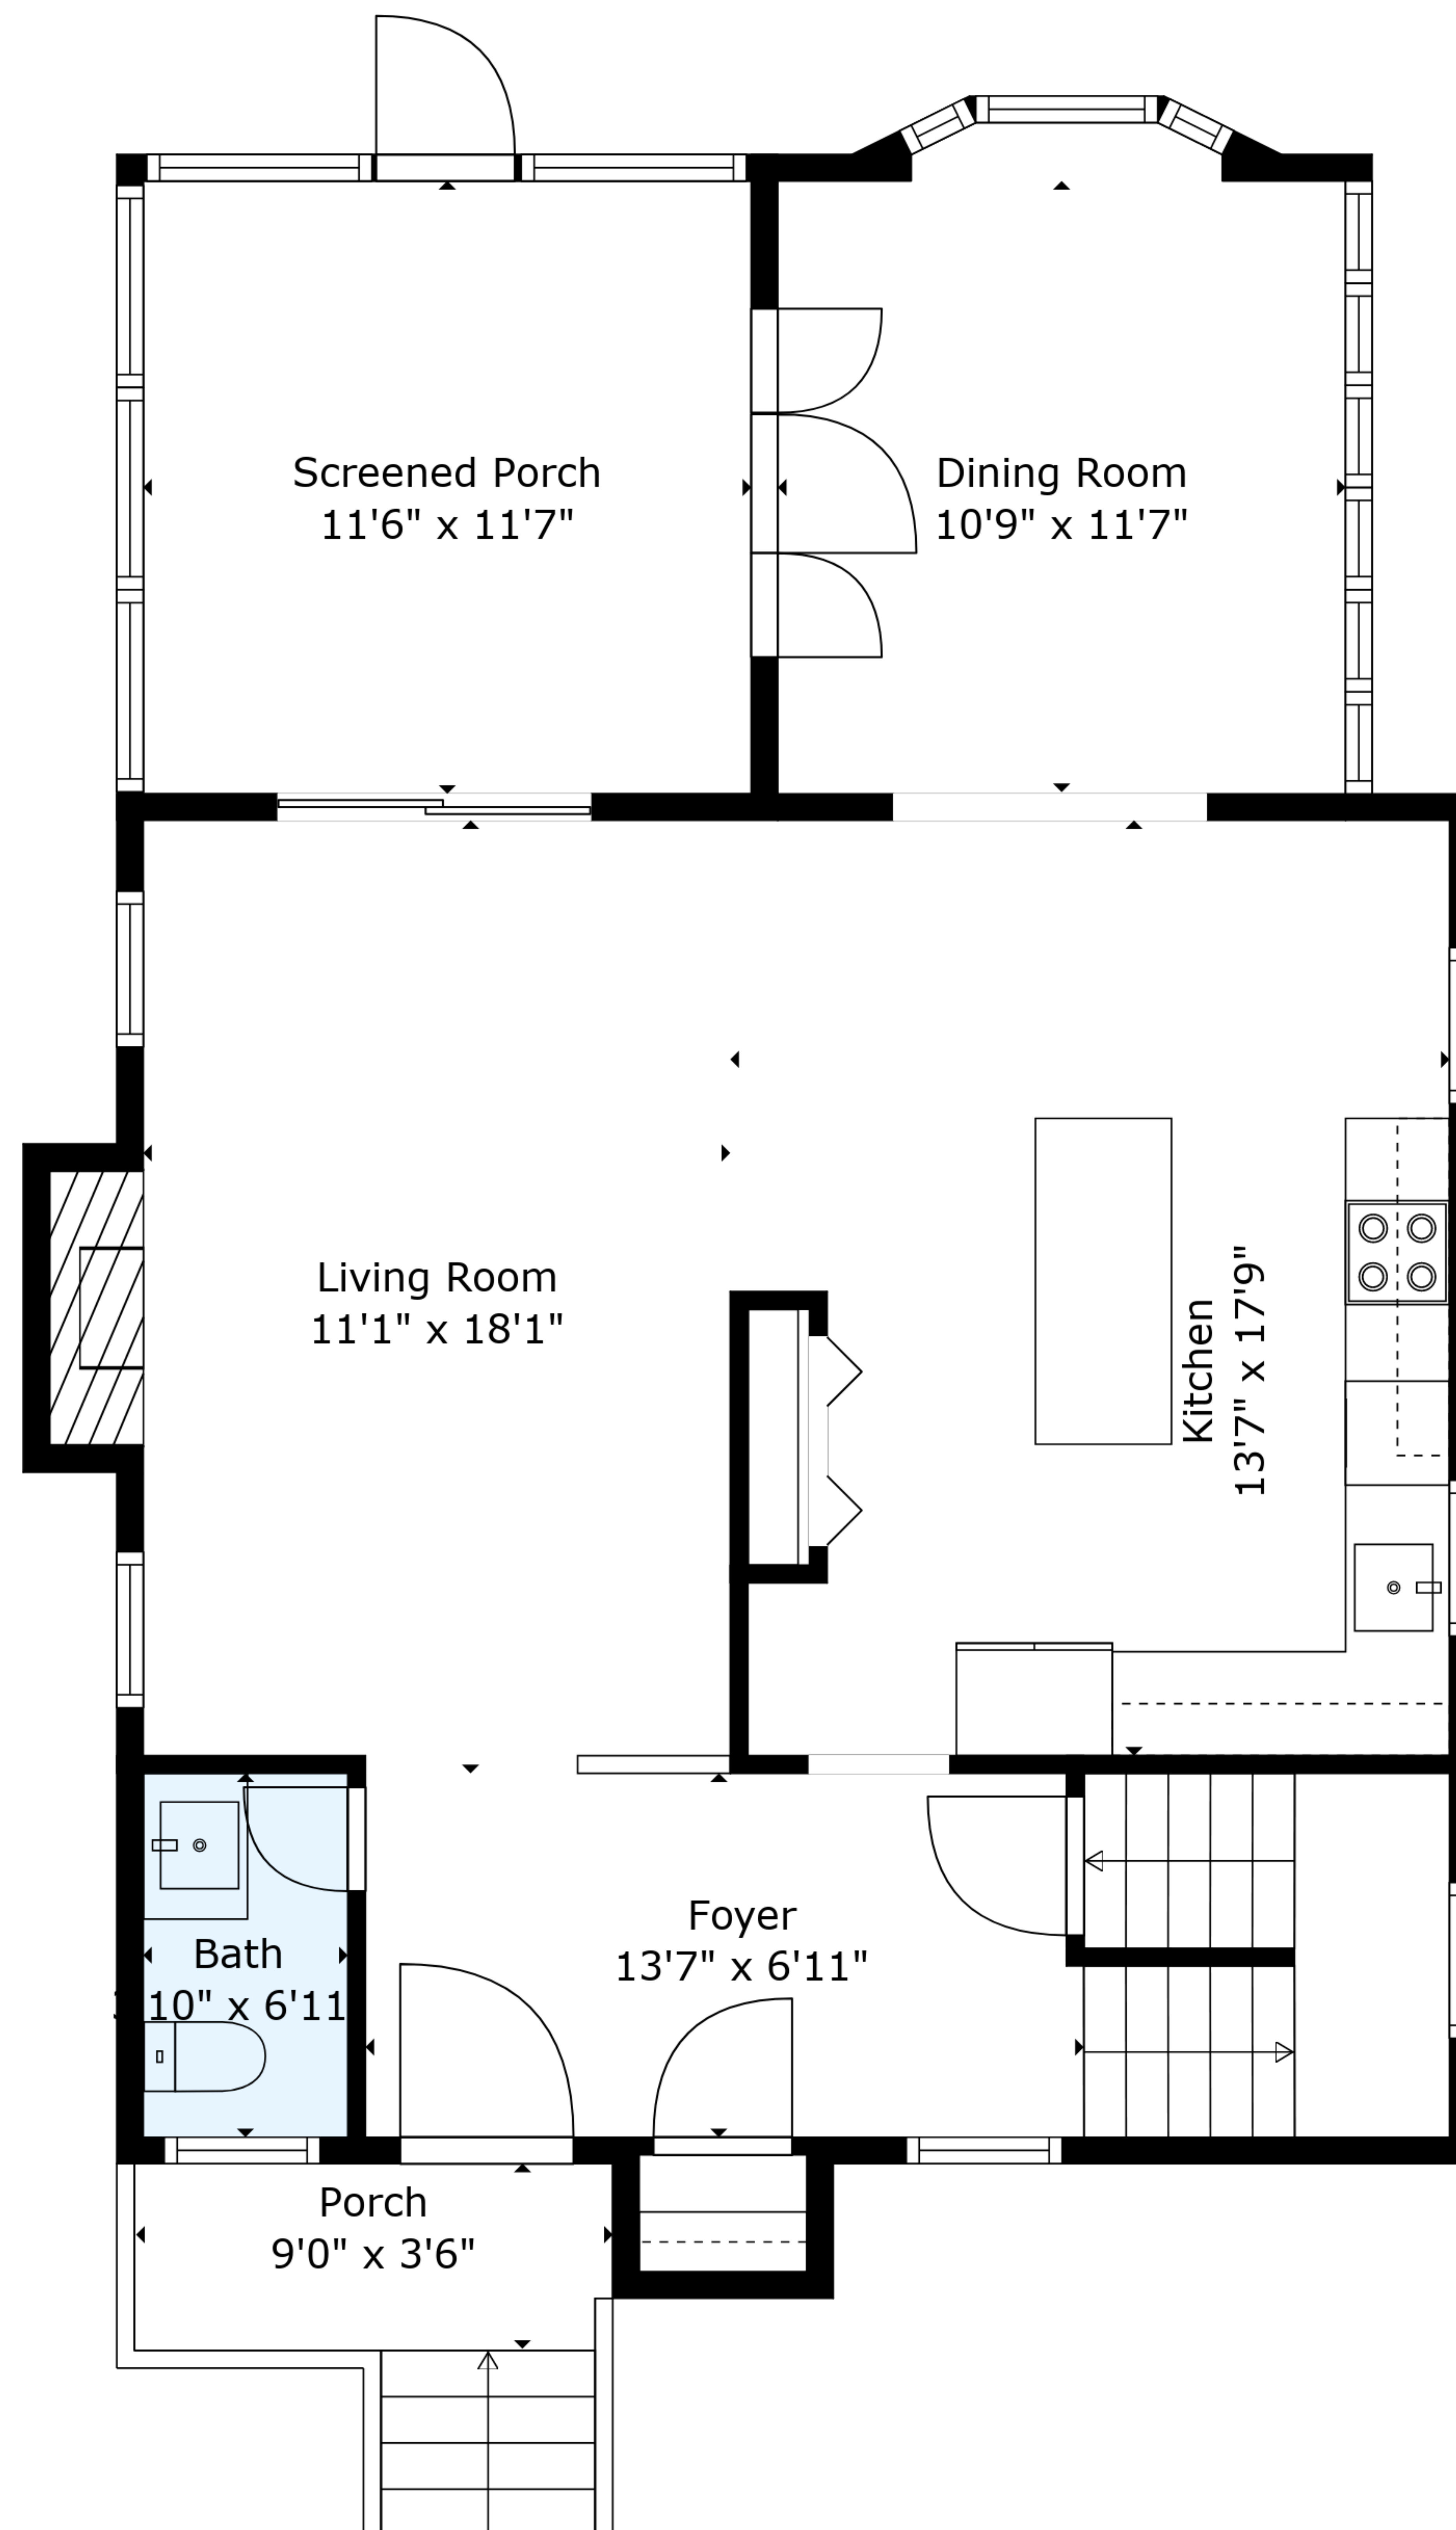 Screened Porch
11'6" x 11'7"
Dining Room
10'9" x 11'7"
Living Room
11'1" x 18'1"
Kitchen
13'7" x 17'9"
Foyer
13'7" x 6'11"
Bath
10" x 6'11
Porch
9'0" x 3'6"